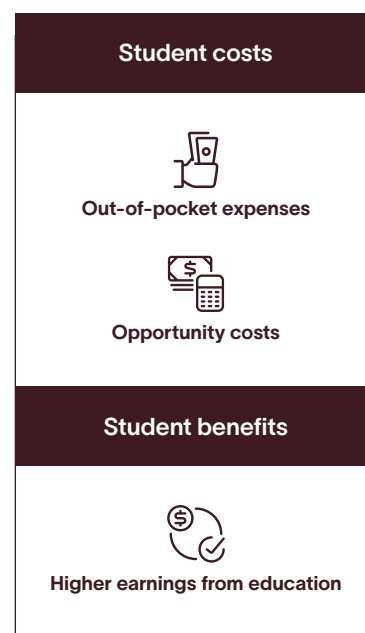 Student costs
Out-of-pocket expenses
$
Opportunity costs
Student benefits
$
Higher earnings from education